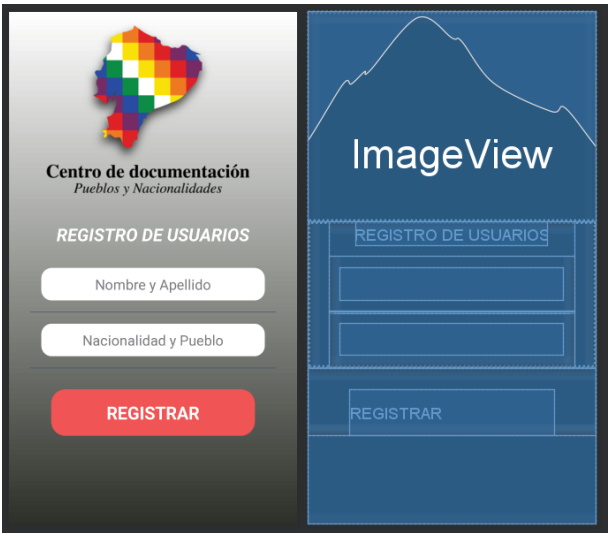 Centro de documentación
Pueblos y Nacionalidades
REGISTRO DE USUARIOS
Nombre y Apellido
Nacionalidad y Pueblo
REGISTRAR
ImageView
REGISTRO DE USUARIOS
REGISTRAR